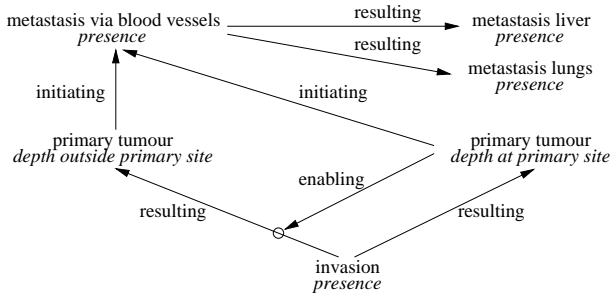 metastasis via blood vessels
presence
resulting
metastasis liver
presence
resulting
metastasis lungs
presence
initiating
initiating
primary tumour
depth outside primary site
primary tumour
depth at primary site
enabling
resulting
resulting
invasion
presence